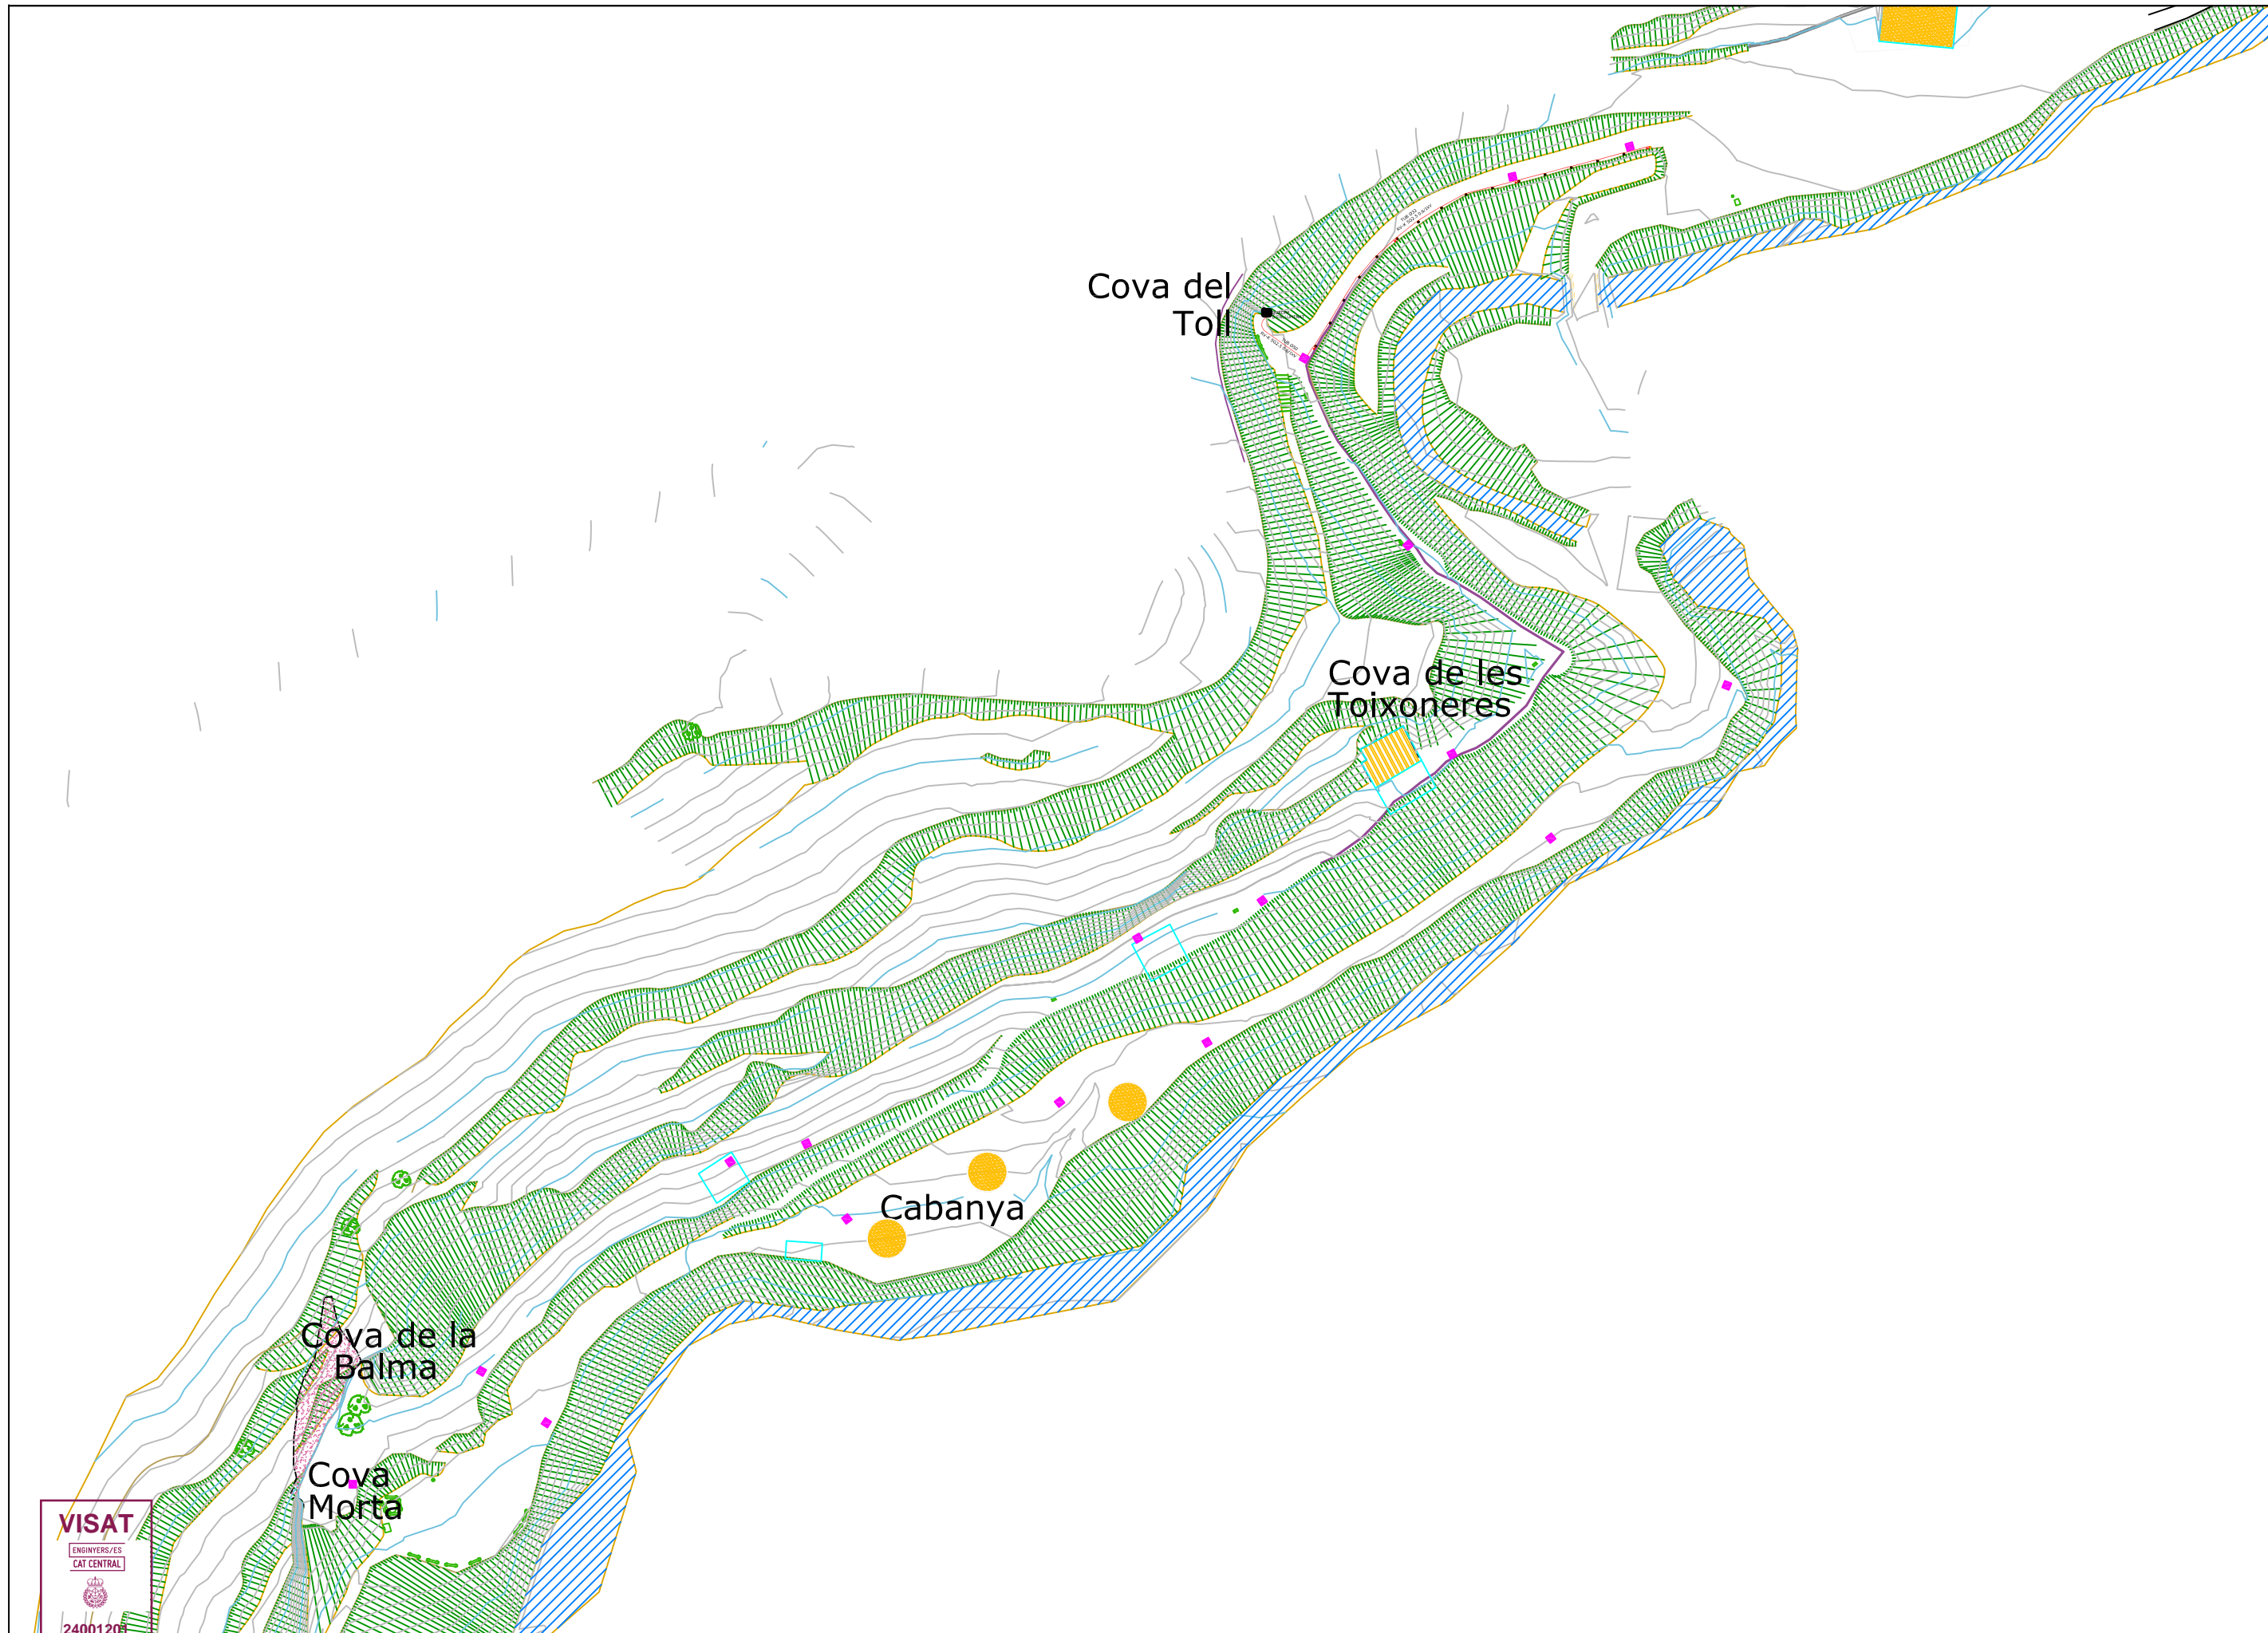 Cova del
Toll
Cova de les
Toixoneres
Cabanya
Cova de la
Balma
Cova
Morta
VISAT
ENGINYERS/ES
CAT CENTRAL
24001201